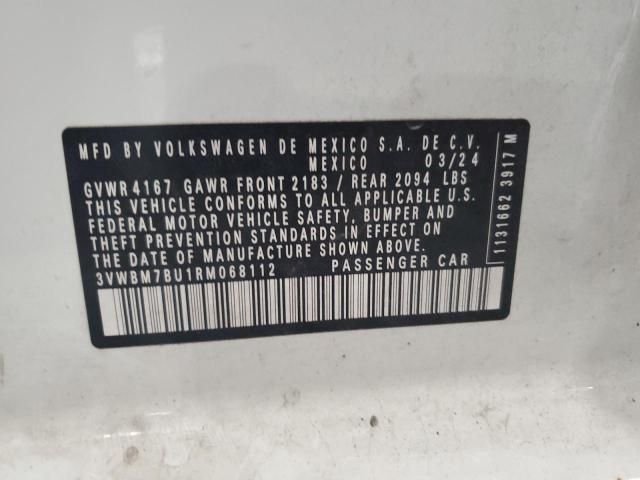 MFD BY VOLKSWAGEN DE MEXICO S.A. DE C.V.
MEXICO 03/24
GVWR 4167 GAWR FRONT 2183 / REAR 2094 LBS
THIS VEHICLE CONFORMS TO ALL APPLICABLE U.S.
FEDERAL MOTOR VEHICLE SAFETY, BUMPER AND
THEFT PREVENTION STANDARDS IN EFFECT ON
THE DATE OF MANUFACTURE SHOWN ABOVE.
3VWBM7BU1RM068112 PASSENGER CAR
1131662 3917 M